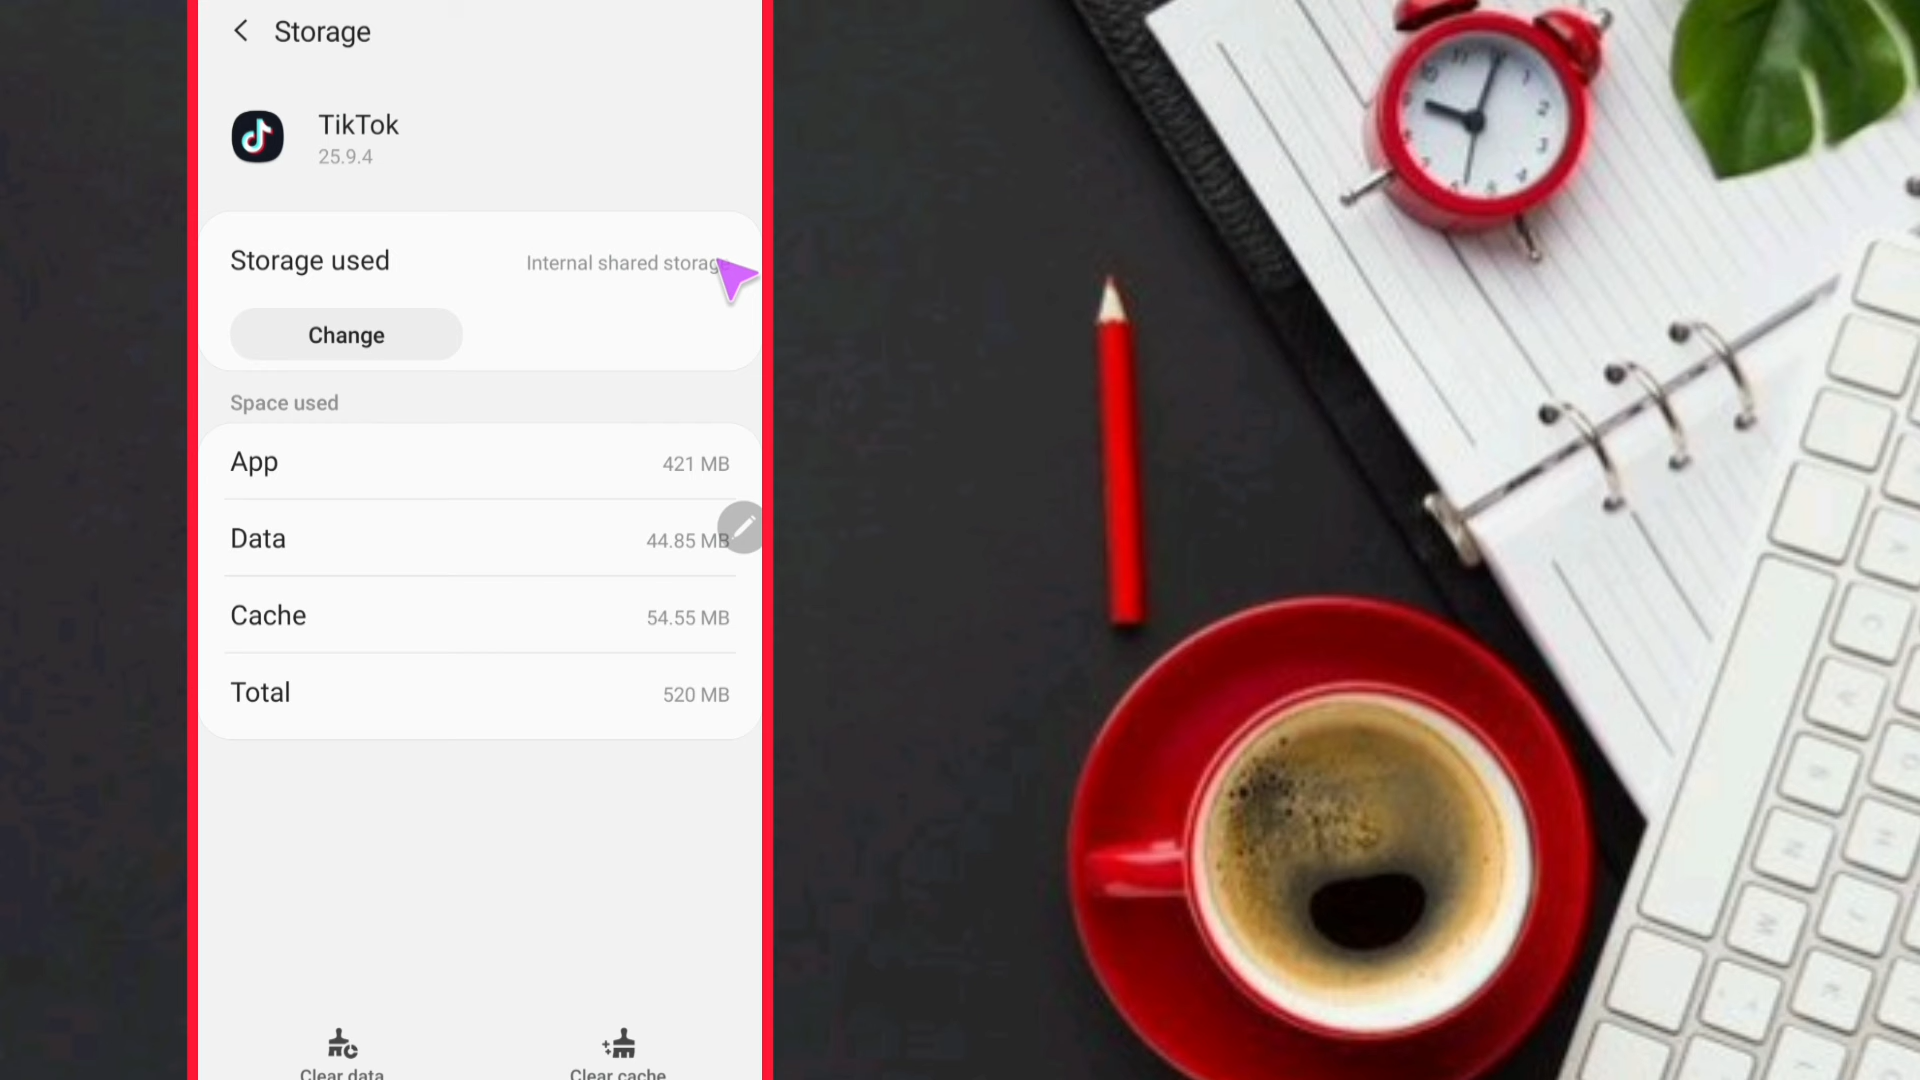 Storage
TikTok
25.9.4
Storage used
Internal shared storage
Change
Space used
App
421 MB
Data
44.85 MB
Cache
54.55 MB
Total
520 MB
Clear data
Clear cache